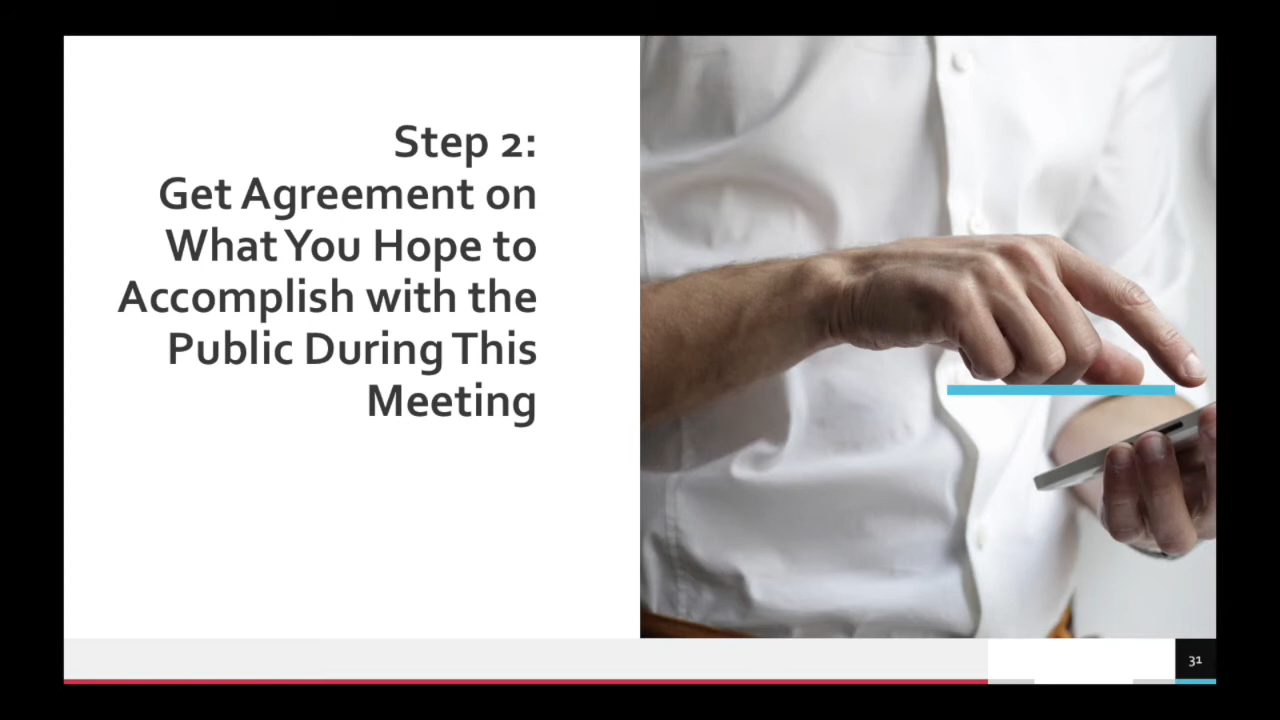 Step 2:
Get Agreement on
What You Hope to
Accomplish with the
Public During This
Meeting
31